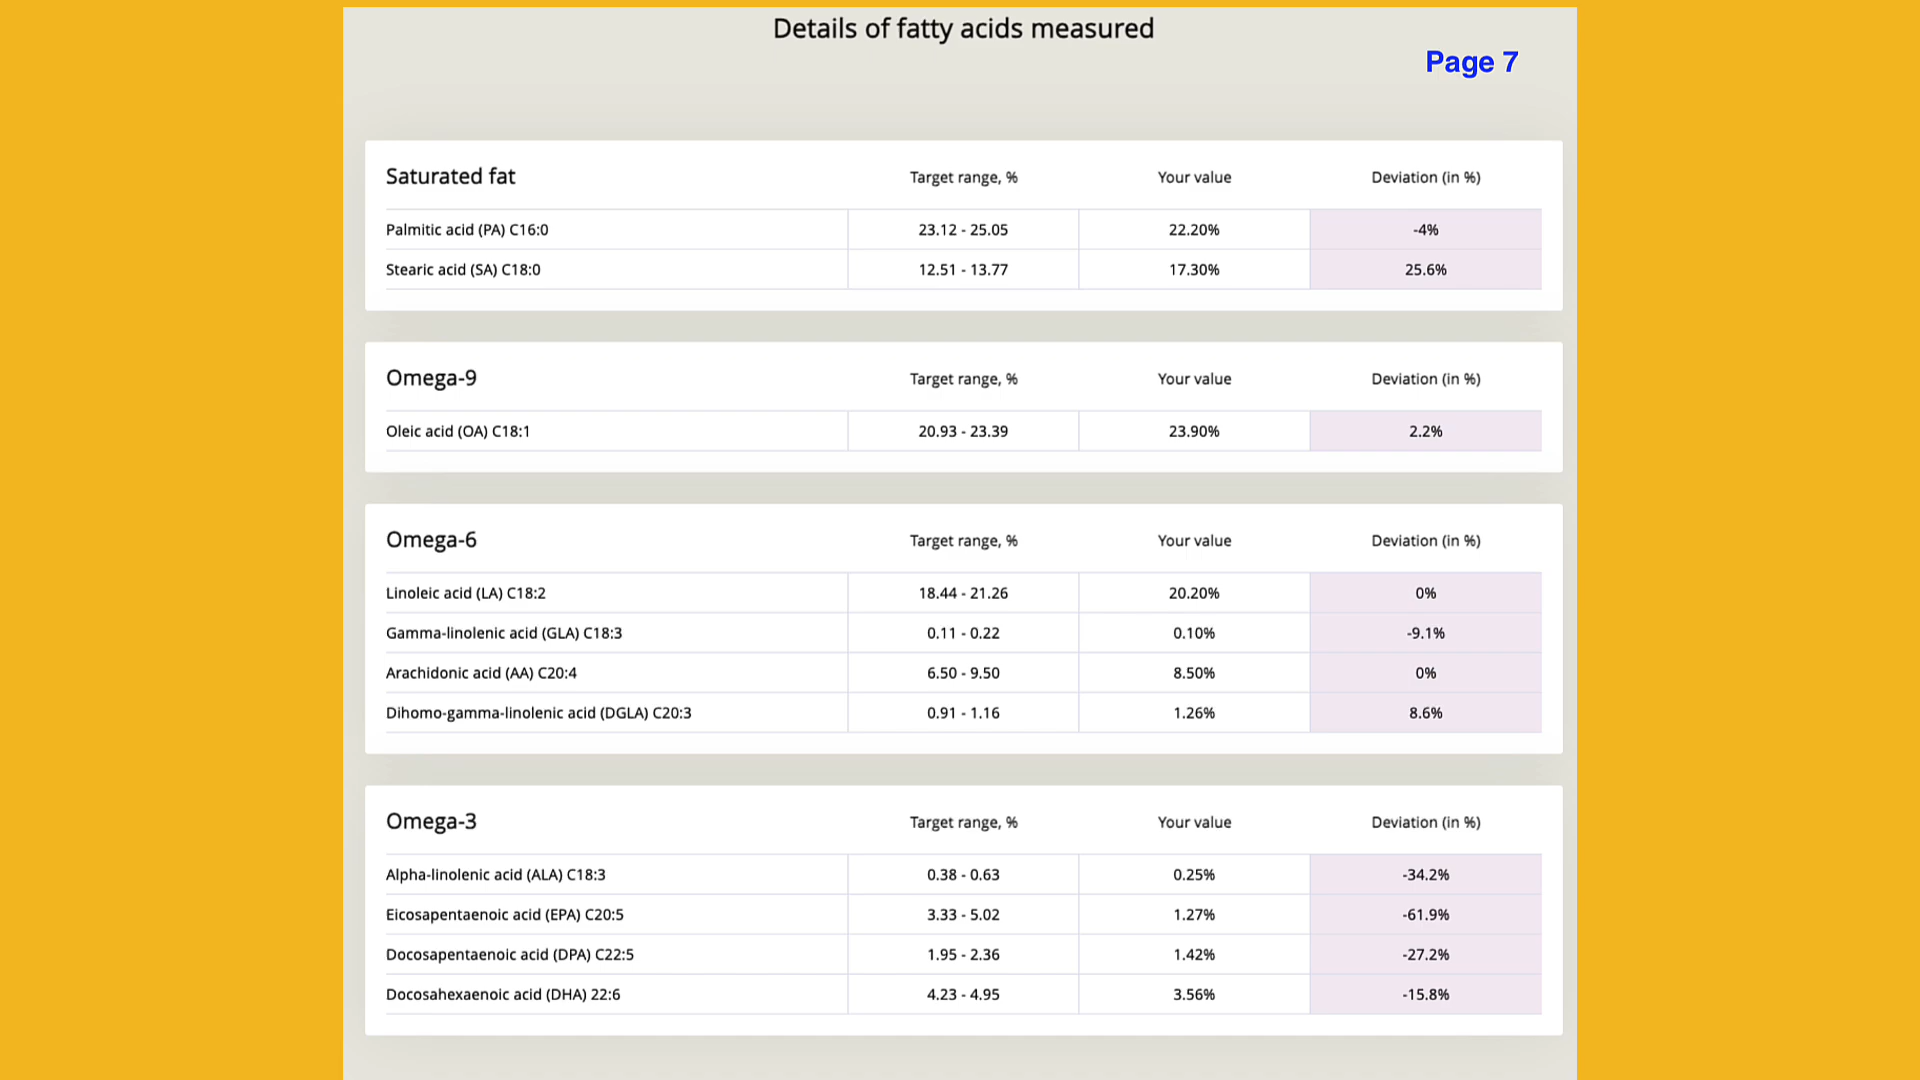 Details of fatty acids measured
Page 7
Saturated fat Target range, % Your value Deviation (in %)
Palmitic acid (PA) C16:0 23.12 - 25.05 22.20% -4%
Stearic acid (SA) C18:0 12.51 - 13.77 17.30% 25.6%
Omega-9 Target range, % Your value Deviation (in %)
Oleic acid (OA) C18:1 20.93 - 23.39 23.90% 2.2%
Omega-6 Target range, % Your value Deviation (in %)
Linoleic acid (LA) C18:2 18.44 - 21.26 20.20% 0%
Gamma-linolenic acid (GLA) C18:3 0.11 - 0.22 0.10% -9.1%
Arachidonic acid (AA) C20:4 6.50 - 9.50 8.50% 0%
Dihomo-gamma-linolenic acid (DGLA) C20:3 0.91 - 1.16 1.26% 8.6%
Omega-3 Target range, % Your value Deviation (in %)
Alpha-linolenic acid (ALA) C18:3 0.38 - 0.63 0.25% -34.2%
Eicosapentaenoic acid (EPA) C20:5 3.33 - 5.02 1.27% -61.9%
Docosapentaenoic acid (DPA) C22:5 1.95 - 2.36 1.42% -27.2%
Docosahexaenoic acid (DHA) 22:6 4.23 - 4.95 3.56% -15.8%